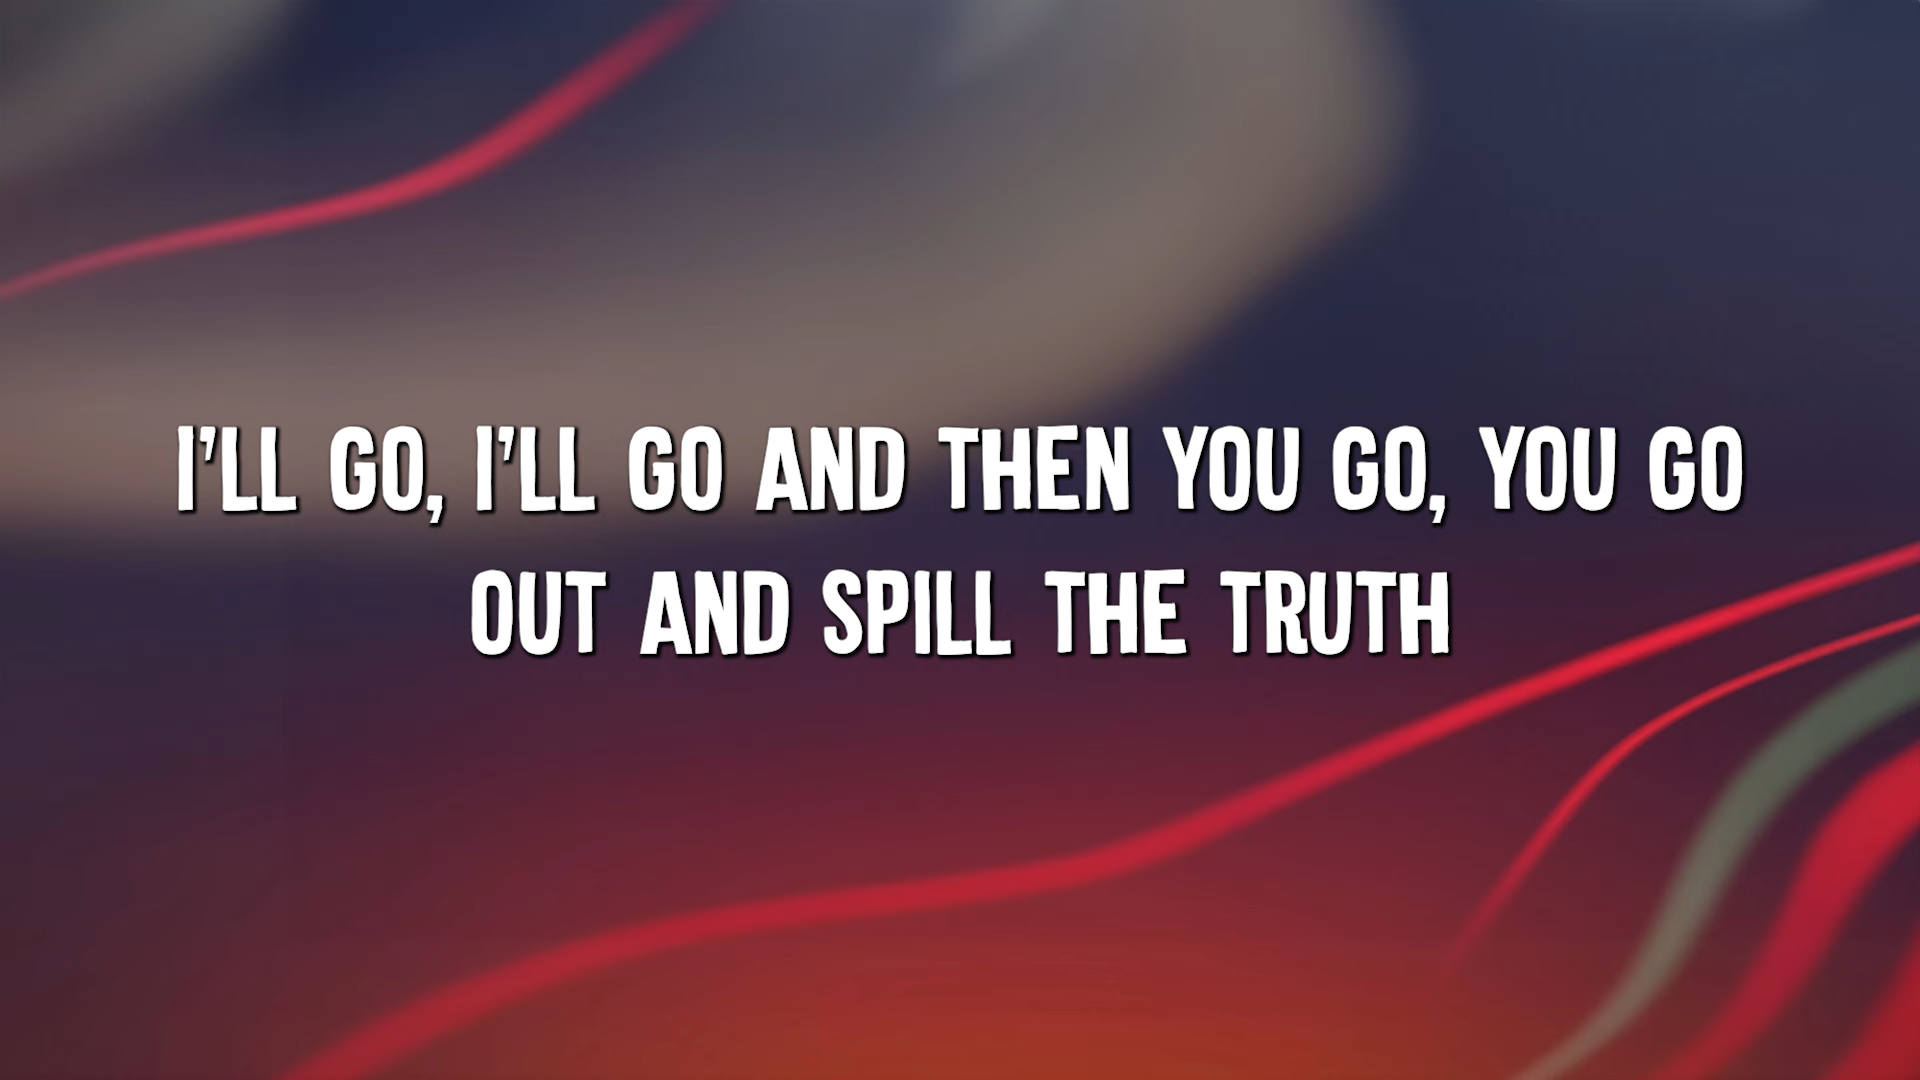 I'LL GO, I'LL GO AND THEN YOU GO, YOU GO
OUT AND SPILL THE TRUTH